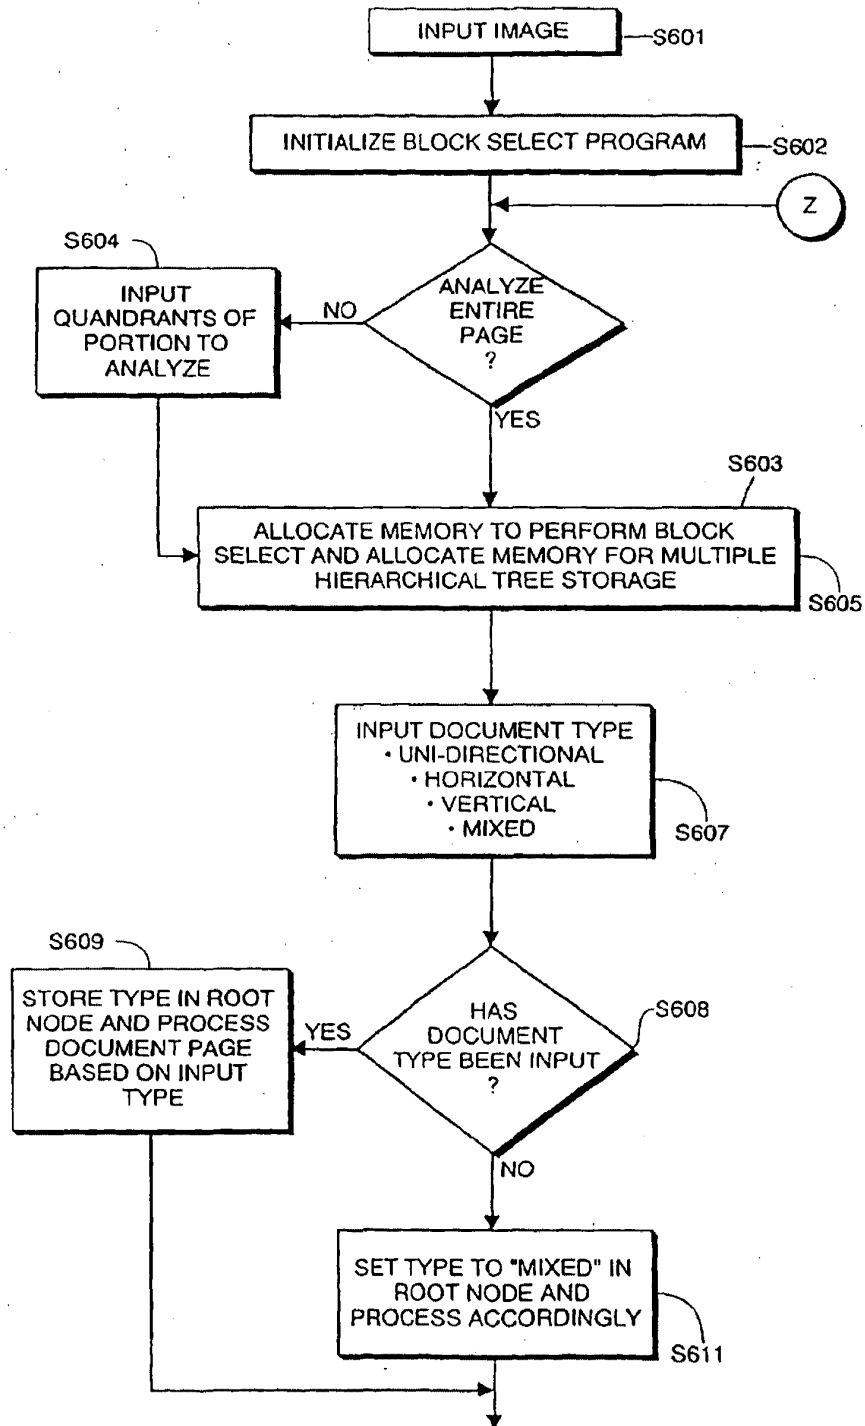 INPUT IMAGE
S601
INITIALIZE BLOCK SELECT PROGRAM
S602
Z
S604
INPUT
QUANDRANTS OF
PORTION TO
ANALYZE
NO
ANALYZE
ENTIRE
PAGE
?
YES
S603
ALLOCATE MEMORY TO PERFORM BLOCK
SELECT AND ALLOCATE MEMORY FOR MULTIPLE
HIERARCHICAL TREE STORAGE
S605
INPUT DOCUMENT TYPE
• UNI-DIRECTIONAL
• HORIZONTAL
• VERTICAL
• MIXED
S607
S609
STORE TYPE IN ROOT
NODE AND PROCESS
DOCUMENT PAGE
BASED ON INPUT
TYPE
YES
HAS
DOCUMENT
TYPE BEEN INPUT
?
S608
NO
SET TYPE TO "MIXED" IN
ROOT NODE AND
PROCESS ACCORDINGLY
S611